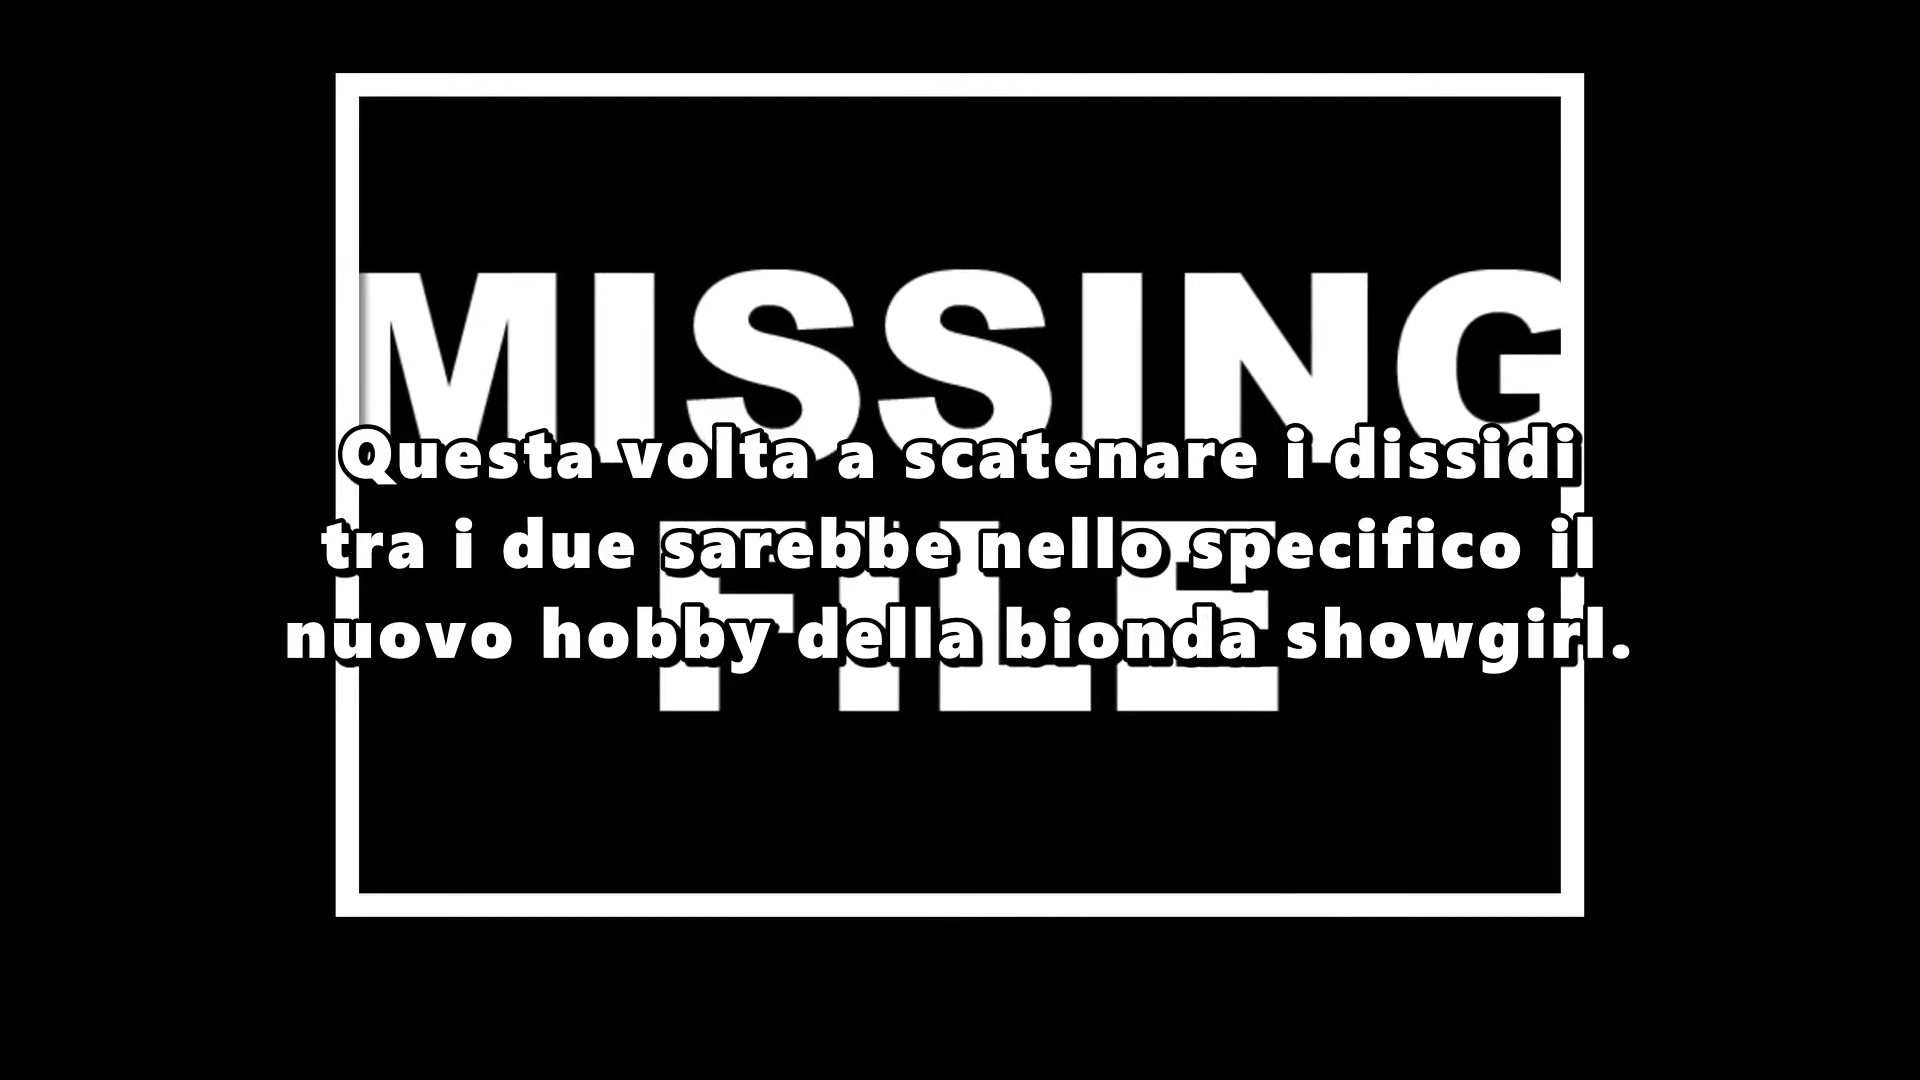 MISSING
Questa volta a scatenare i dissidi
tra i due sarebbe nello specifico il
nuovo hobby della bionda showgirl.
FILE